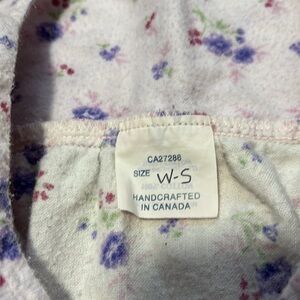 CA27286
SIZE W-S
HANDCRAFTED
IN CANADA